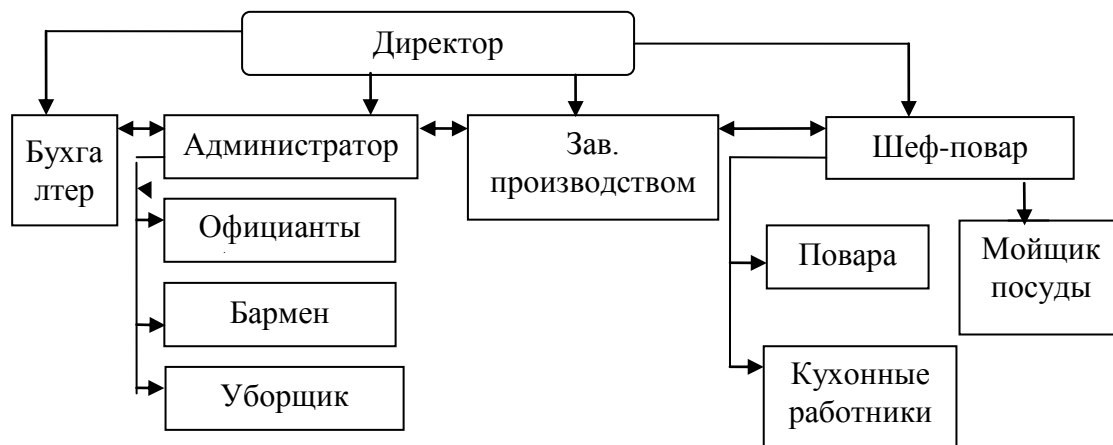 Директор
Бухга
лтер
Администратор
Зав.
производством
Шеф-повар
Официанты
Бармен
Уборщик
Повара
Кухонные
работники
Мойщик
посуды